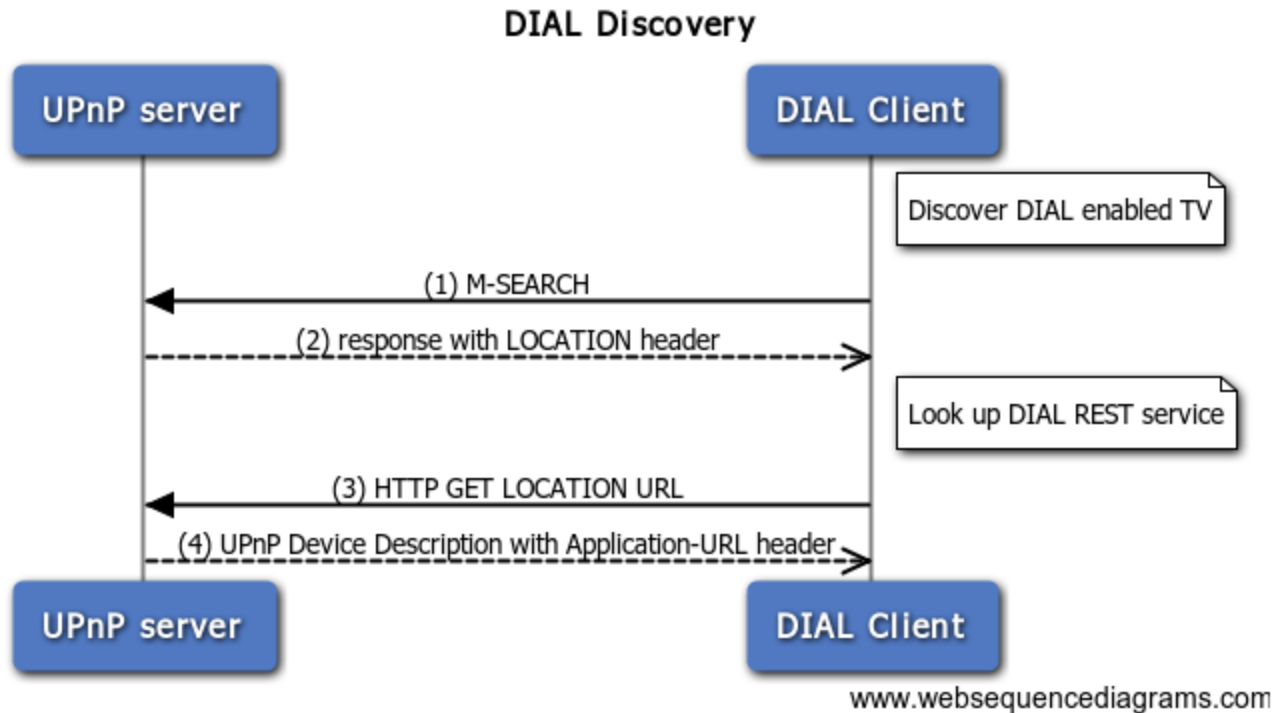 DIAL Discovery
UPnP server
DIAL Client
Discover DIAL enabled TV
(1) M-SEARCH
(2) response with LOCATION header
Look up DIAL REST service
(3) HTTP GET LOCATION URL
(4) UPnP Device Description with Application-URL header
UPnP server
DIAL Client
www.websequencediagrams.com